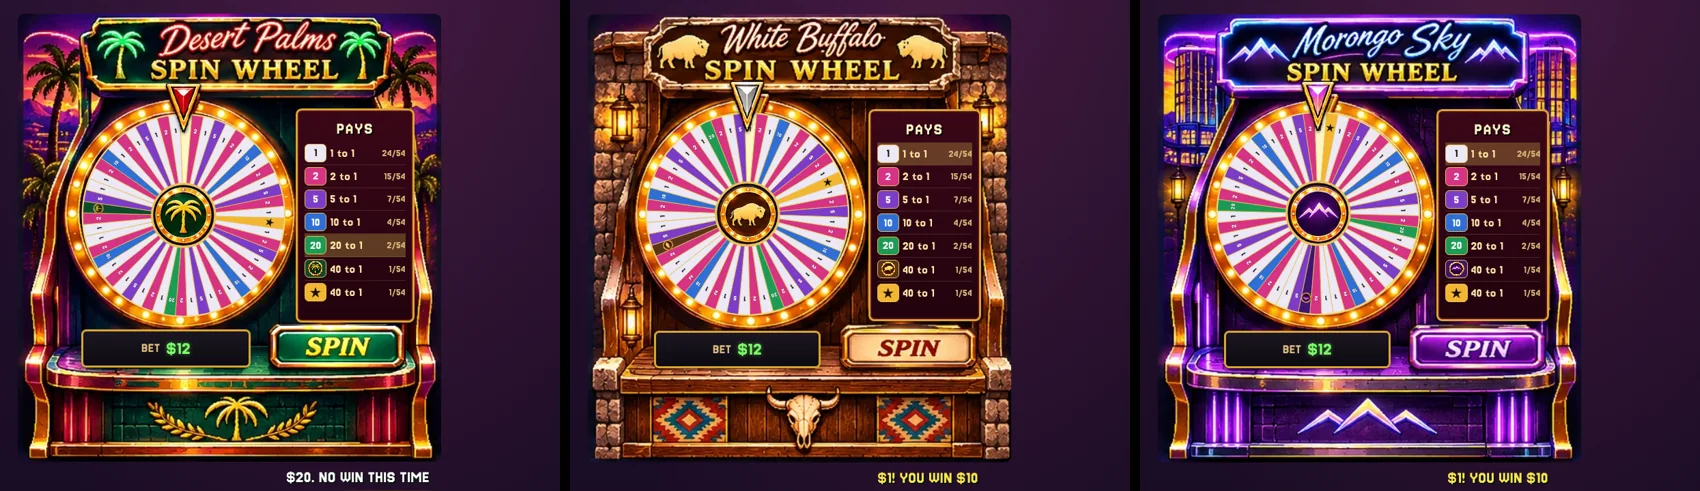 Desert Palms
SPIN WHEEL
PAYS
1 1 to 1 24/54
2 2 to 1 15/54
5 5 to 1 7/54
10 10 to 1 4/54
20 20 to 1 2/54
40 to 1 1/54
★ 40 to 1 1/54
BET $12
SPIN
$20. NO WIN THIS TIME
White Buffalo
SPIN WHEEL
PAYS
1 1 to 1 24/54
2 2 to 1 15/54
5 5 to 1 7/54
10 10 to 1 4/54
20 20 to 1 2/54
40 to 1 1/54
★ 40 to 1 1/54
BET $12
SPIN
$1! YOU WIN $10
Morongo Sky
SPIN WHEEL
PAYS
1 1 to 1 24/54
2 2 to 1 15/54
5 5 to 1 7/54
10 10 to 1 4/54
20 20 to 1 2/54
40 to 1 1/54
★ 40 to 1 1/54
BET $12
SPIN
$1! YOU WIN $10